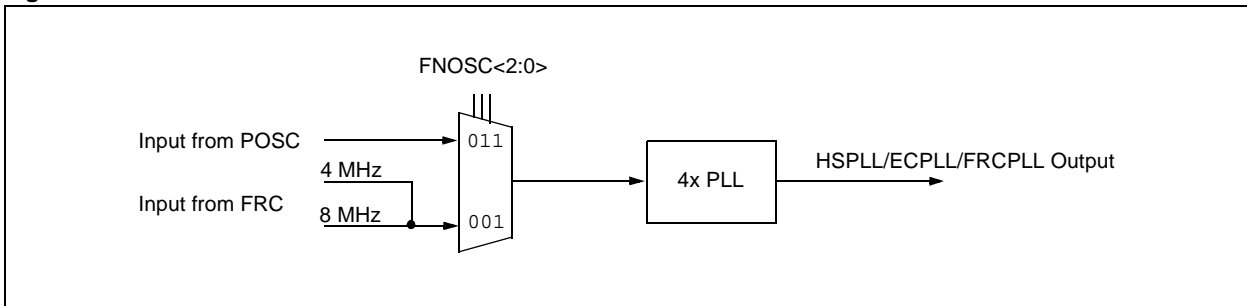 FNOSC<2:0>
Input from POSC
011
4 MHz
4x PLL
HSPLL/ECPLL/FRCPLL Output
Input from FRC
8 MHz
001